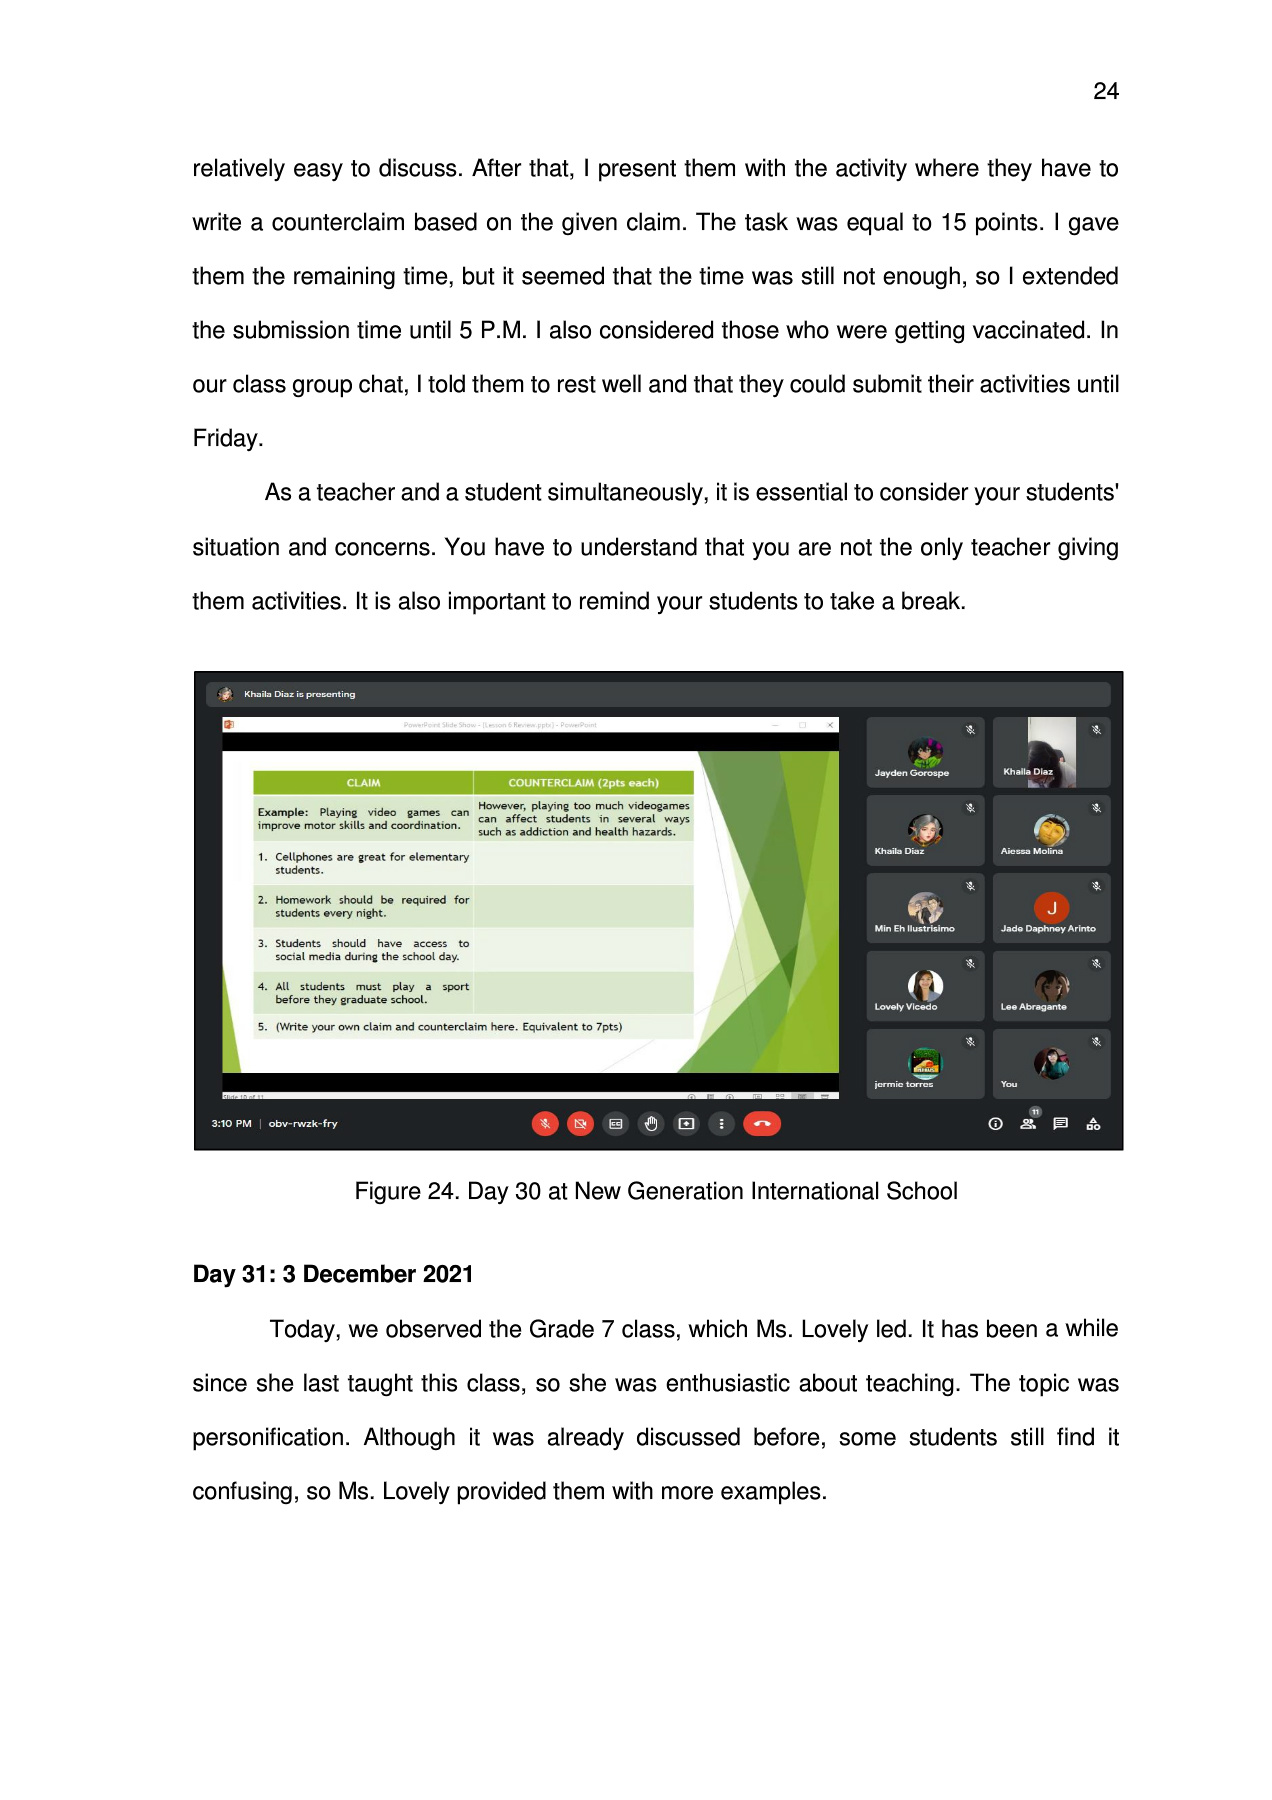 24
relatively easy to discuss. After that, I present them with the activity where they have to
write a counterclaim based on the given claim. The task was equal to 15 points. I gave
them the remaining time, but it seemed that the time was still not enough, so I extended
the submission time until 5 P.M. I also considered those who were getting vaccinated. In
our class group chat, I told them to rest well and that they could submit their activities until
Friday.
As a teacher and a student simultaneously, it is essential to consider your students'
situation and concerns. You have to understand that you are not the only teacher giving
them activities. It is also important to remind your students to take a break.
Khaila Diaz is presenting
PowerPoint Slide Show - [Lesson 6 Review.pptx] - PowerPoint
CLAIM COUNTERCLAIM (2pts each)
Example: Playing video games can
improve motor skills and coordination.
However, playing too much videogames
can affect students in several ways
such as addiction and health hazards.
1. Cellphones are great for elementary
students.
2. Homework should be required for
students every night.
3. Students should have access to
social media during the school day.
4. All students must play a sport
before they graduate school.
5. (Write your own claim and counterclaim here. Equivalent to 7pts)
Slide 10 of 11
Jayden Gorospe
Khaila Diaz
Khaila Diaz
Aiessa Molina
Min Eh Ilustrisimo
J
Jade Daphney Arinto
Lovely Vicedo
Lee Abragante
jermie torres
You
3:10 PM | obv-rwzk-fry
11
Figure 24. Day 30 at New Generation International School
Day 31: 3 December 2021
Today, we observed the Grade 7 class, which Ms. Lovely led. It has been a while
since she last taught this class, so she was enthusiastic about teaching. The topic was
personification. Although it was already discussed before, some students still find it
confusing, so Ms. Lovely provided them with more examples.